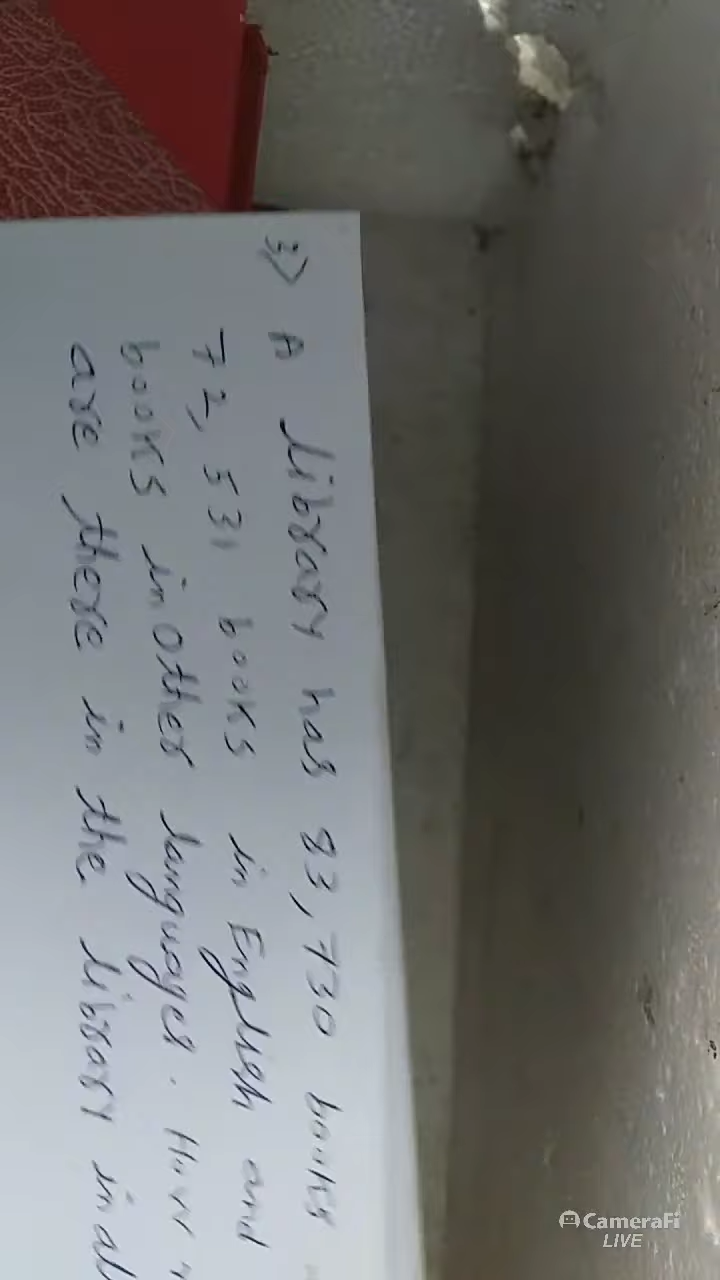 3) A library has 83,730 books
72,531 books in English and
books in other languages. How
are there in the library in al
CameraFi
LIVE